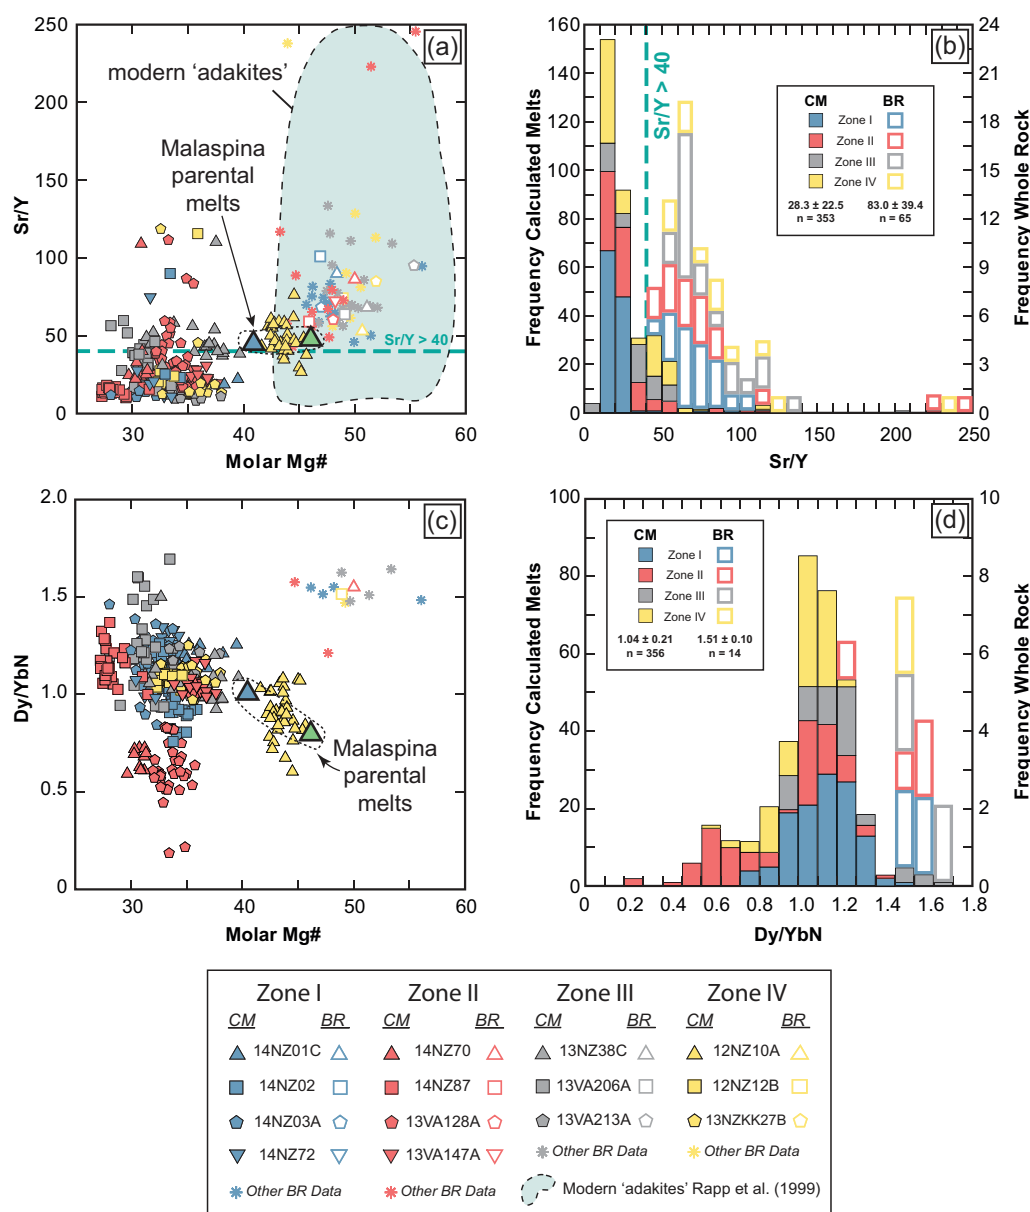 (a)
modern 'adakites'
Malaspina
parental
melts
Sr/Y > 40
250
200
150
100
50
0
Sr/Y
30
40
50
60
Molar Mg#
(b)
Sr/Y > 40
CM
BR
Zone I
Zone II
Zone III
Zone IV
28.3 ± 22.5
n = 353
83.0 ± 39.4
n = 65
160
140
120
100
80
60
40
20
0
Frequency Calculated Melts
24
21
18
15
12
9
6
3
0
Frequency Whole Rock
0
50
100
150
200
250
Sr/Y
(c)
Malaspina
parental
melts
2.0
1.5
1.0
0.5
0
Dy/YbN
30
40
50
60
Molar Mg#
(d)
CM
BR
Zone I
Zone II
Zone III
Zone IV
1.04 ± 0.21
n = 356
1.51 ± 0.10
n = 14
100
80
60
40
20
0
Frequency Calculated Melts
10
8
6
4
2
0
Frequency Whole Rock
0
0.2
0.4
0.6
0.8
1.0
1.2
1.4
1.6
1.8
Dy/YbN
Zone I
CM BR
14NZ01C
14NZ02
14NZ03A
14NZ72
Other BR Data
Zone II
CM BR
14NZ70
14NZ87
13VA128A
13VA147A
Other BR Data
Zone III
CM BR
13NZ38C
13VA206A
13VA213A
Other BR Data
Zone IV
CM BR
12NZ10A
12NZ12B
13NZKK27B
Other BR Data
Modern 'adakites' Rapp et al. (1999)